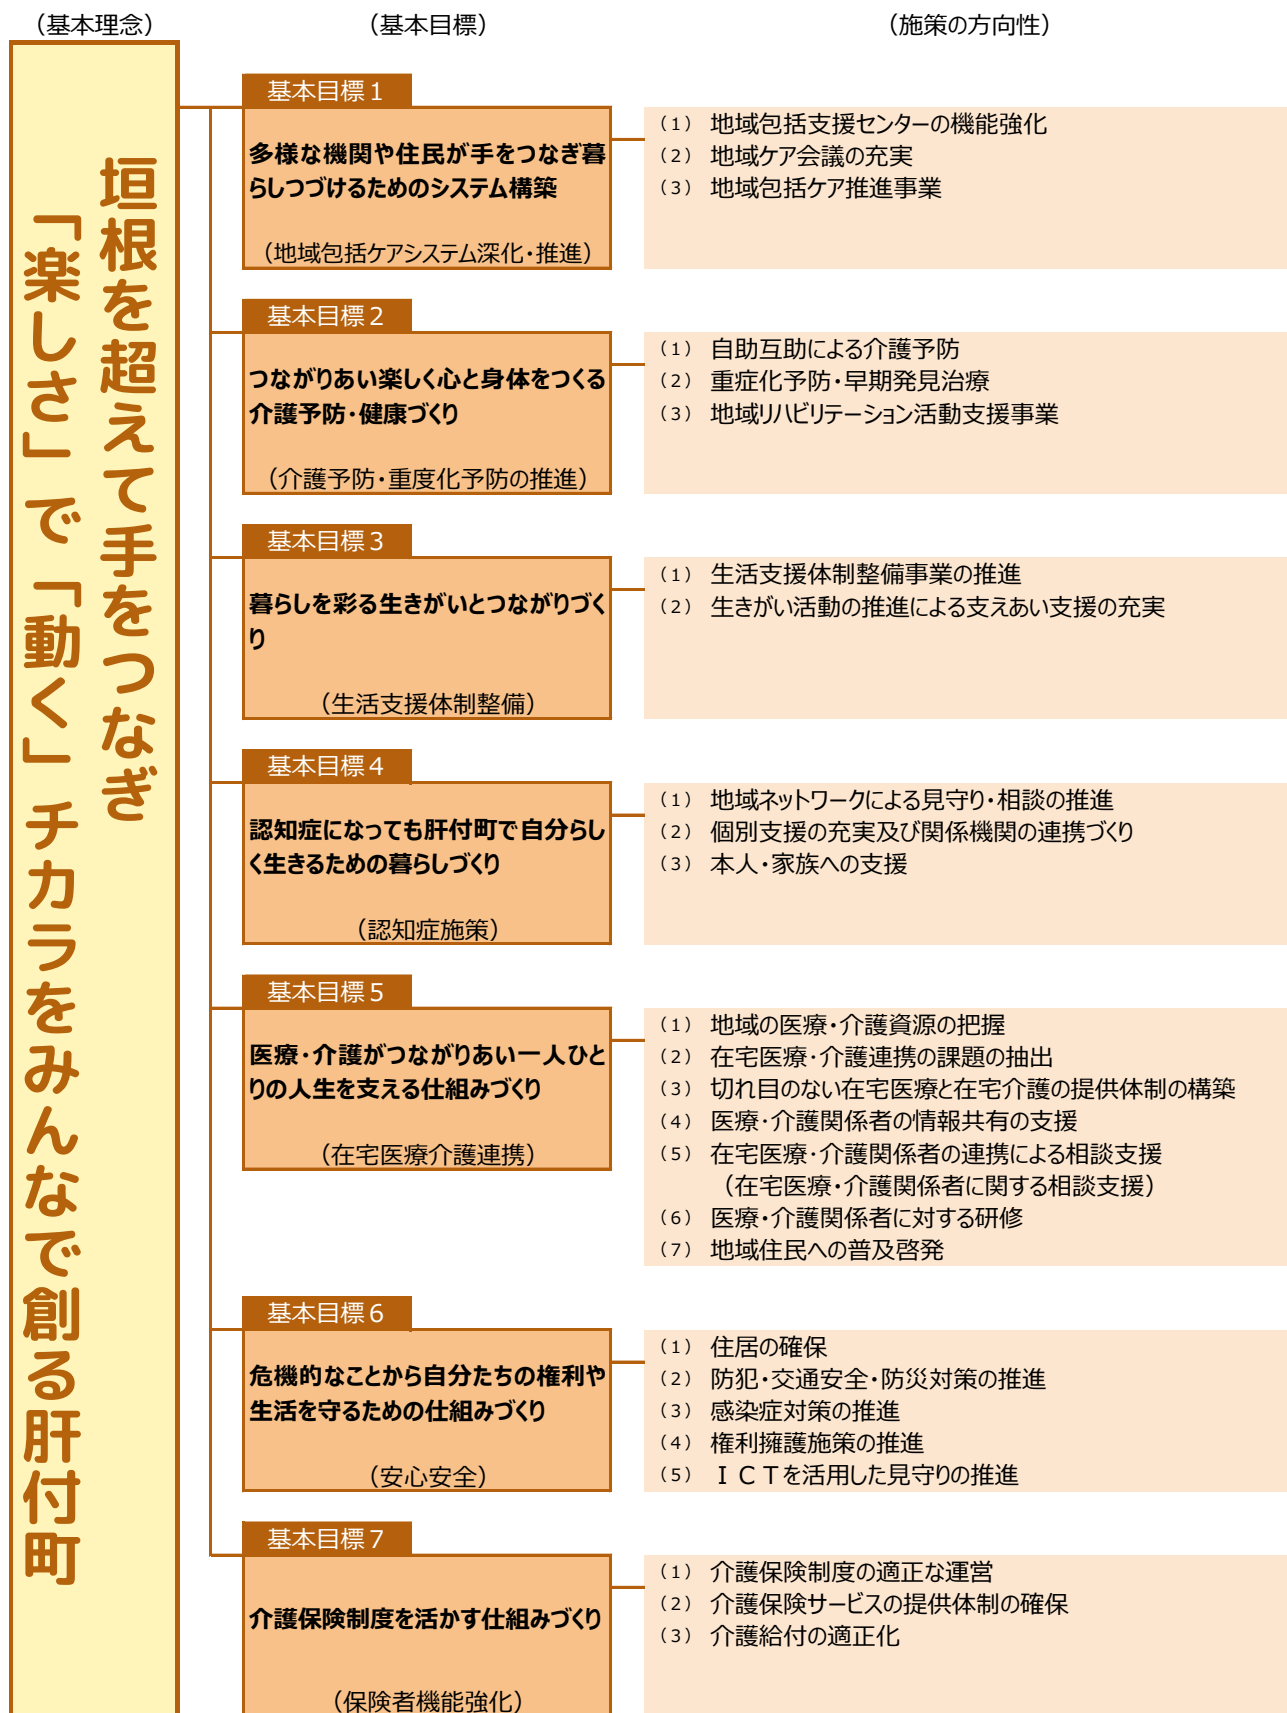 （基本理念）
（基本目標）
（施策の方向性）
垣根を超えて手をつなぎ
「楽しさ」で「動く」チカラをみんなで創る肝付町
基本目標１
多様な機関や住民が手をつなぎ暮
らしつづけるためのシステム構築
（地域包括ケアシステム深化・推進）
（1） 地域包括支援センターの機能強化
（2） 地域ケア会議の充実
（3） 地域包括ケア推進事業
基本目標２
つながりあい楽しく心と身体をつくる
介護予防・健康づくり
（介護予防・重度化予防の推進）
（1） 自助互助による介護予防
（2） 重症化予防・早期発見治療
（3） 地域リハビリテーション活動支援事業
基本目標３
暮らしを彩る生きがいとつながりづく
り
（生活支援体制整備）
（1） 生活支援体制整備事業の推進
（2） 生きがい活動の推進による支えあい支援の充実
基本目標４
認知症になっても肝付町で自分らし
く生きるための暮らしづくり
（認知症施策）
（1） 地域ネットワークによる見守り・相談の推進
（2） 個別支援の充実及び関係機関の連携づくり
（3） 本人・家族への支援
基本目標５
医療・介護がつながりあい一人ひと
りの人生を支える仕組みづくり
（在宅医療介護連携）
（1） 地域の医療・介護資源の把握
（2） 在宅医療・介護連携の課題の抽出
（3） 切れ目のない在宅医療と在宅介護の提供体制の構築
（4） 医療・介護関係者の情報共有の支援
（5） 在宅医療・介護関係者の連携による相談支援
（在宅医療・介護関係者に関する相談支援）
（6） 医療・介護関係者に対する研修
（7） 地域住民への普及啓発
基本目標６
危機的なことから自分たちの権利や
生活を守るための仕組みづくり
（安心安全）
（1） 住居の確保
（2） 防犯・交通安全・防災対策の推進
（3） 感染症対策の推進
（4） 権利擁護施策の推進
（5） ＩＣＴを活用した見守りの推進
基本目標７
介護保険制度を活かす仕組みづくり
（保険者機能強化）
（1） 介護保険制度の適正な運営
（2） 介護保険サービスの提供体制の確保
（3） 介護給付の適正化